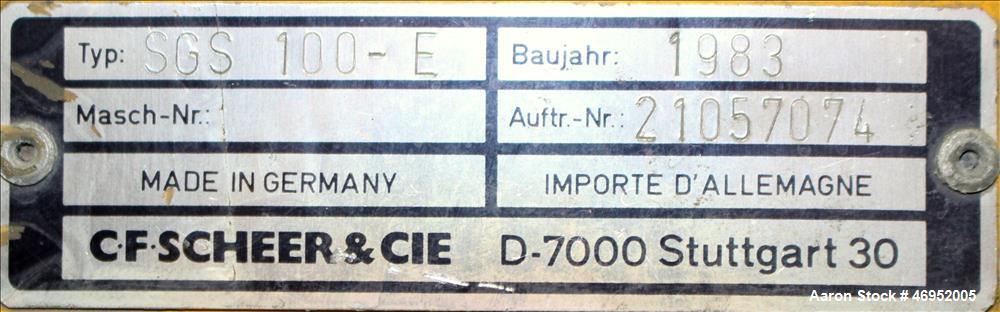 Typ: SGS 100-E Baujahr: 1983
Masch-Nr.: Auftr.-Nr.: 21057074
MADE IN GERMANY IMPORTE D'ALLEMAGNE
C·F·SCHEER & CIE D-7000 Stuttgart 30
Aaron Stock # 46952005